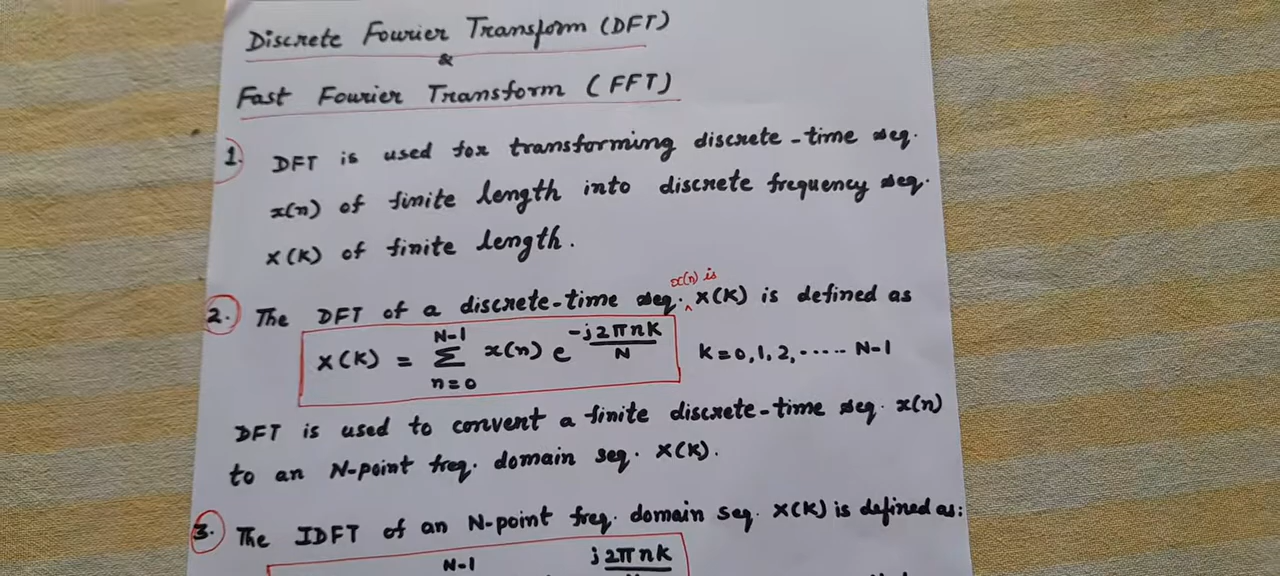 Discrete Fourier Transform (DFT)
&
Fast Fourier Transform (FFT)
1. DFT is used for transforming discrete-time seq.
x(n) of finite length into discrete frequency seq.
X(K) of finite length.
x(n) is
2. The DFT of a discrete-time seq. ^ X(K) is defined as
X(K) = N-1 Σ n=0 x(n) e -j2πnk/N k=0,1,2,----- N-1
DFT is used to convent a finite discrete-time seq. x(n)
to an N-point freq. domain seq. X(K).
3. The IDFT of an N-point freq. domain seq. X(K) is defined as:
N-1 j2πnk